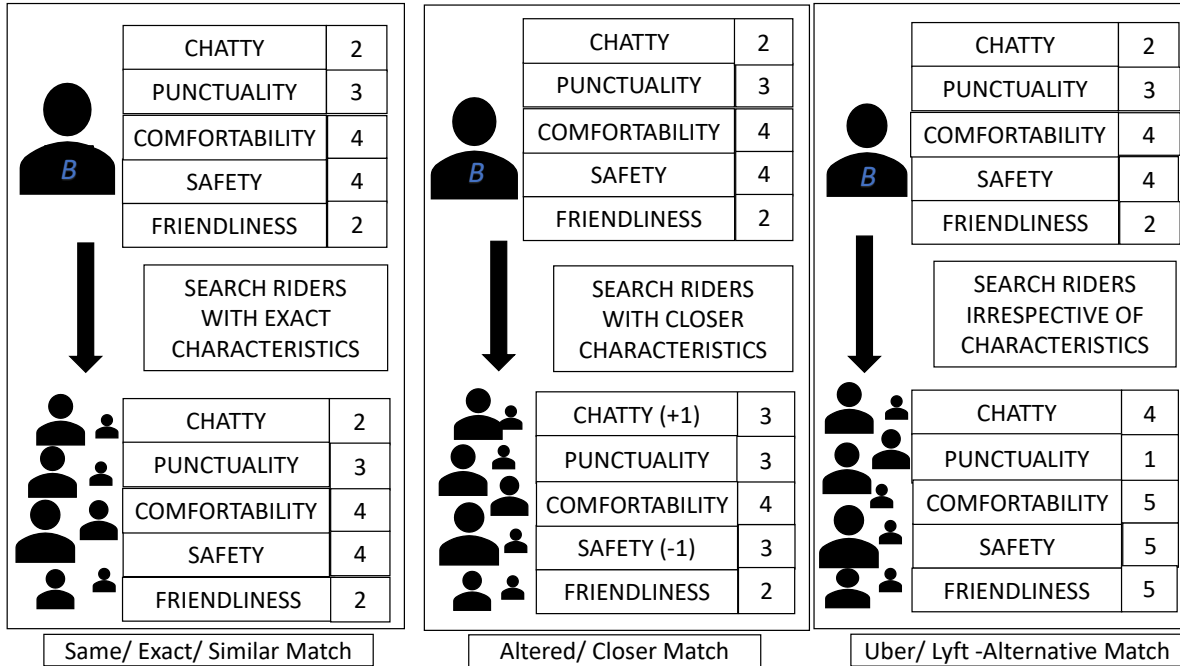 CHATTY 2
PUNCTUALITY 3
COMFORTABILITY 4
SAFETY 4
FRIENDLINESS 2
B
SEARCH RIDERS
WITH EXACT
CHARACTERISTICS
CHATTY 2
PUNCTUALITY 3
COMFORTABILITY 4
SAFETY 4
FRIENDLINESS 2
Same/ Exact/ Similar Match
CHATTY 2
PUNCTUALITY 3
COMFORTABILITY 4
SAFETY 4
FRIENDLINESS 2
B
SEARCH RIDERS
WITH CLOSER
CHARACTERISTICS
CHATTY (+1) 3
PUNCTUALITY 3
COMFORTABILITY 4
SAFETY (-1) 3
FRIENDLINESS 2
Altered/ Closer Match
CHATTY 2
PUNCTUALITY 3
COMFORTABILITY 4
SAFETY 4
FRIENDLINESS 2
B
SEARCH RIDERS
IRRESPECTIVE OF
CHARACTERISTICS
CHATTY 4
PUNCTUALITY 1
COMFORTABILITY 5
SAFETY 5
FRIENDLINESS 5
Uber/ Lyft -Alternative Match